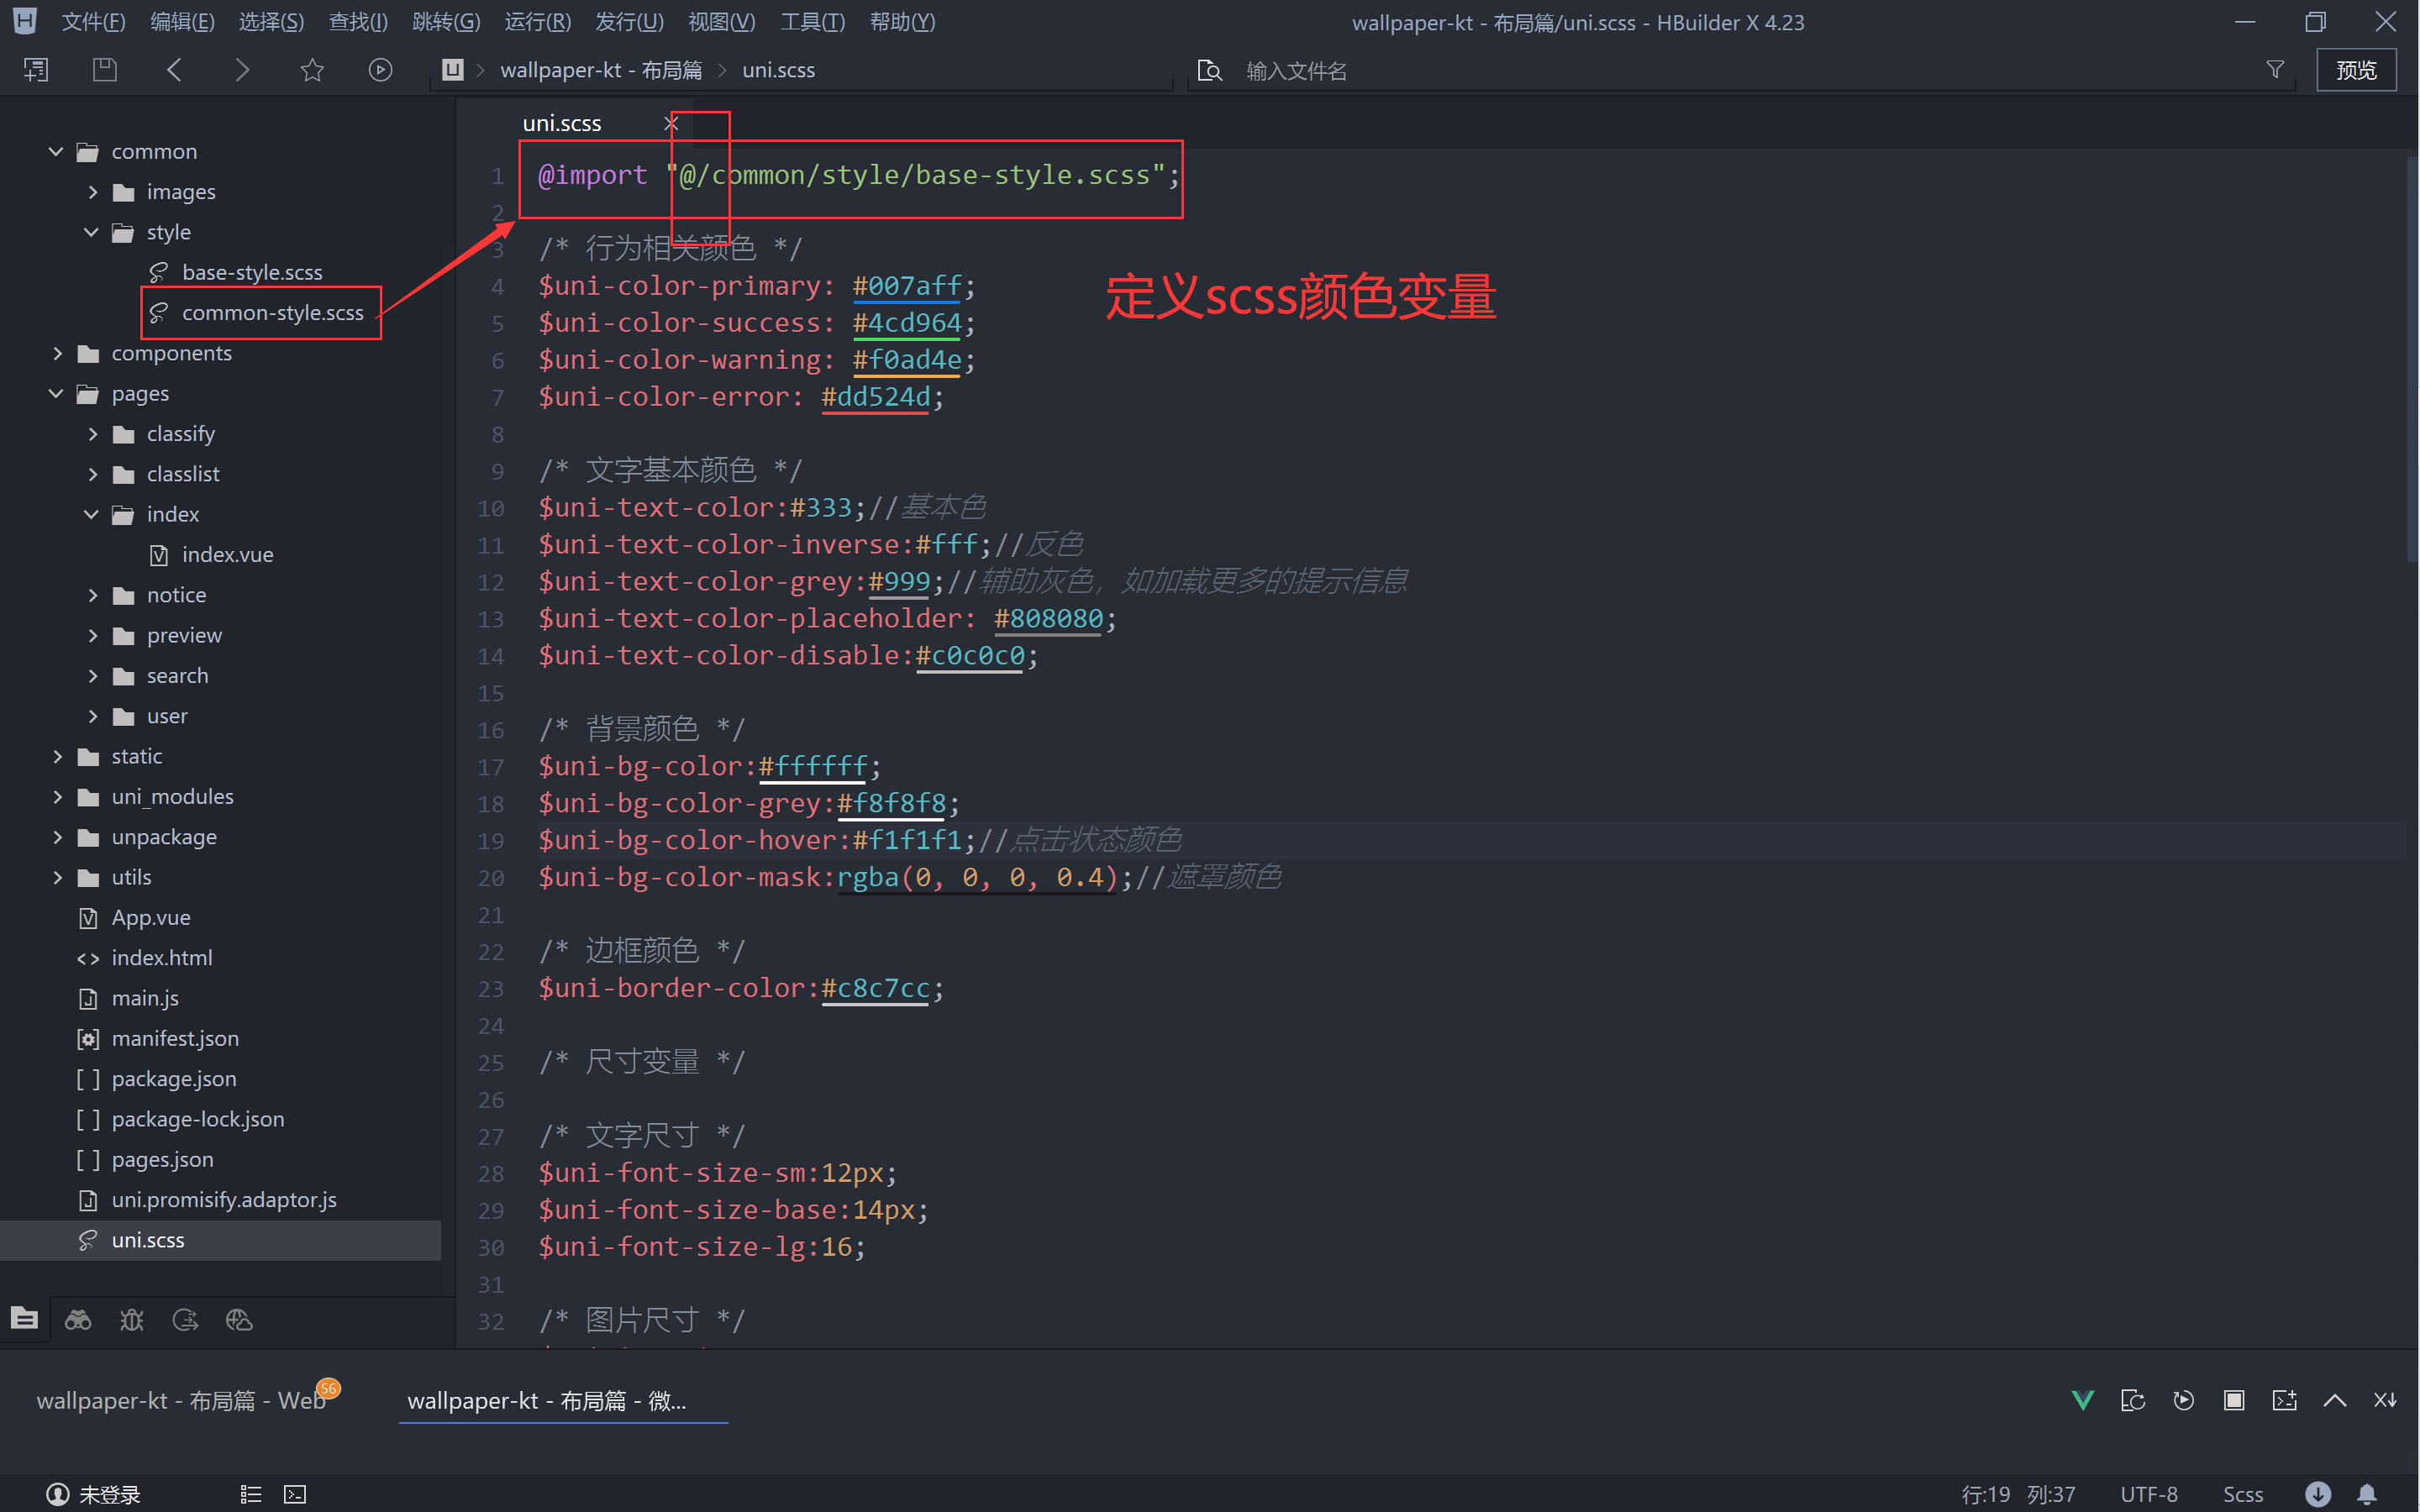 文件(F) 编辑(E) 选择(S) 查找(I) 跳转(G) 运行(R) 发行(U) 视图(V) 工具(T) 帮助(Y)
wallpaper-kt - 布局篇/uni.scss - HBuilder X 4.23
wallpaper-kt - 布局篇 uni.scss
输入文件名
预览
common
images
style
base-style.scss
common-style.scss
components
pages
classify
classlist
index
index.vue
notice
preview
search
user
static
uni_modules
unpackage
utils
App.vue
index.html
main.js
manifest.json
package.json
package-lock.json
pages.json
uni.promisify.adaptor.js
uni.scss
uni.scss
1 @import "@/common/style/base-style.scss";
2
3 /* 行为相关颜色 */
4 $uni-color-primary: #007aff;
5 $uni-color-success: #4cd964;
6 $uni-color-warning: #f0ad4e;
7 $uni-color-error: #dd524d;
8
9 /* 文字基本颜色 */
10 $uni-text-color:#333;//基本色
11 $uni-text-color-inverse:#fff;//反色
12 $uni-text-color-grey:#999;//辅助灰色，如加载更多的提示信息
13 $uni-text-color-placeholder: #808080;
14 $uni-text-color-disable:#c0c0c0;
15
16 /* 背景颜色 */
17 $uni-bg-color:#ffffff;
18 $uni-bg-color-grey:#f8f8f8;
19 $uni-bg-color-hover:#f1f1f1;//点击状态颜色
20 $uni-bg-color-mask:rgba(0, 0, 0, 0.4);//遮罩颜色
21
22 /* 边框颜色 */
23 $uni-border-color:#c8c7cc;
24
25 /* 尺寸变量 */
26
27 /* 文字尺寸 */
28 $uni-font-size-sm:12px;
29 $uni-font-size-base:14px;
30 $uni-font-size-lg:16;
31
32 /* 图片尺寸 */
定义scss颜色变量
wallpaper-kt - 布局篇 - Web 56
wallpaper-kt - 布局篇 - 微...
未登录
行:19 列:37 UTF-8 Scss